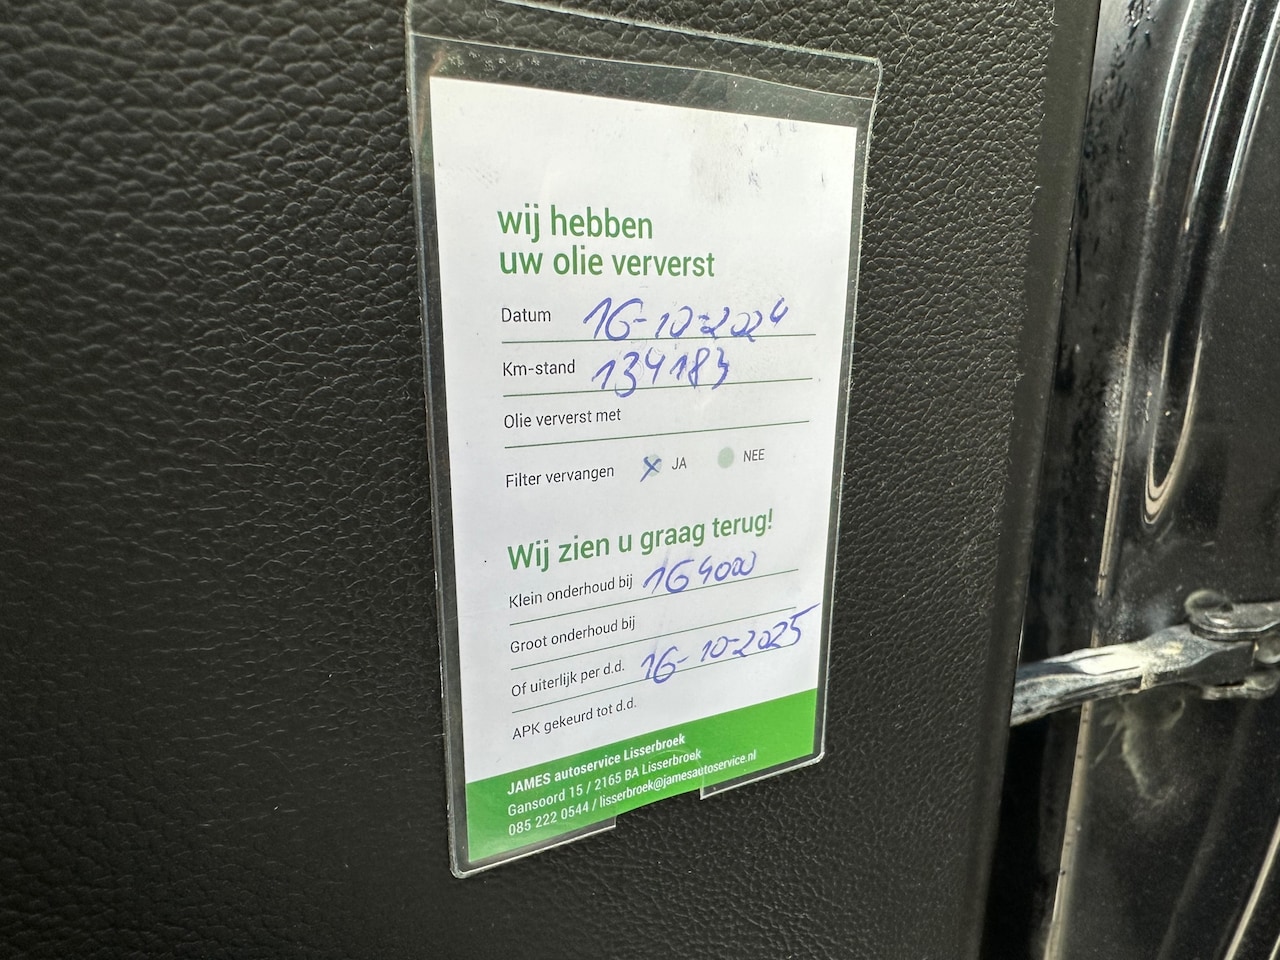 wij hebben
uw olie ververst
Datum 16-10-2024
Km-stand 134183
Olie ververst met
Filter vervangen x JA NEE
Wij zien u graag terug!
Klein onderhoud bij 164000
Groot onderhoud bij
Of uiterlijk per d.d. 16-10-2025
APK gekeurd tot d.d.
JAMES autoservice Lisserbroek
Gansoord 15 / 2165 BA Lisserbroek
085 222 0544 / lisserbroek@jamesautoservice.nl